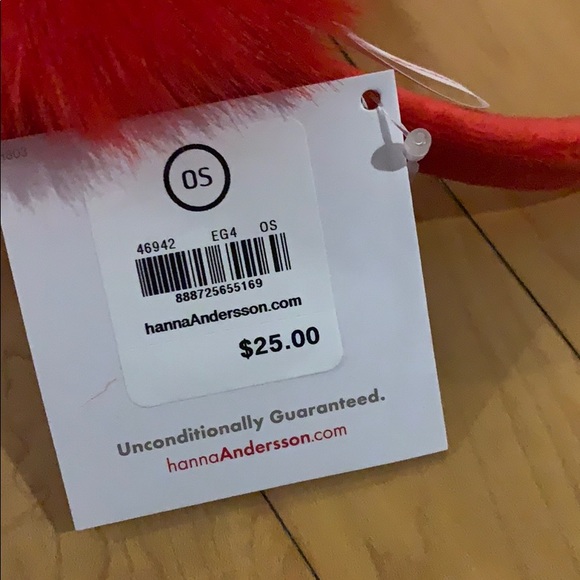 OS
46942 EG4 OS
888725655169
hannaAndersson.com
$25.00
Unconditionally Guaranteed.
hannaAndersson.com